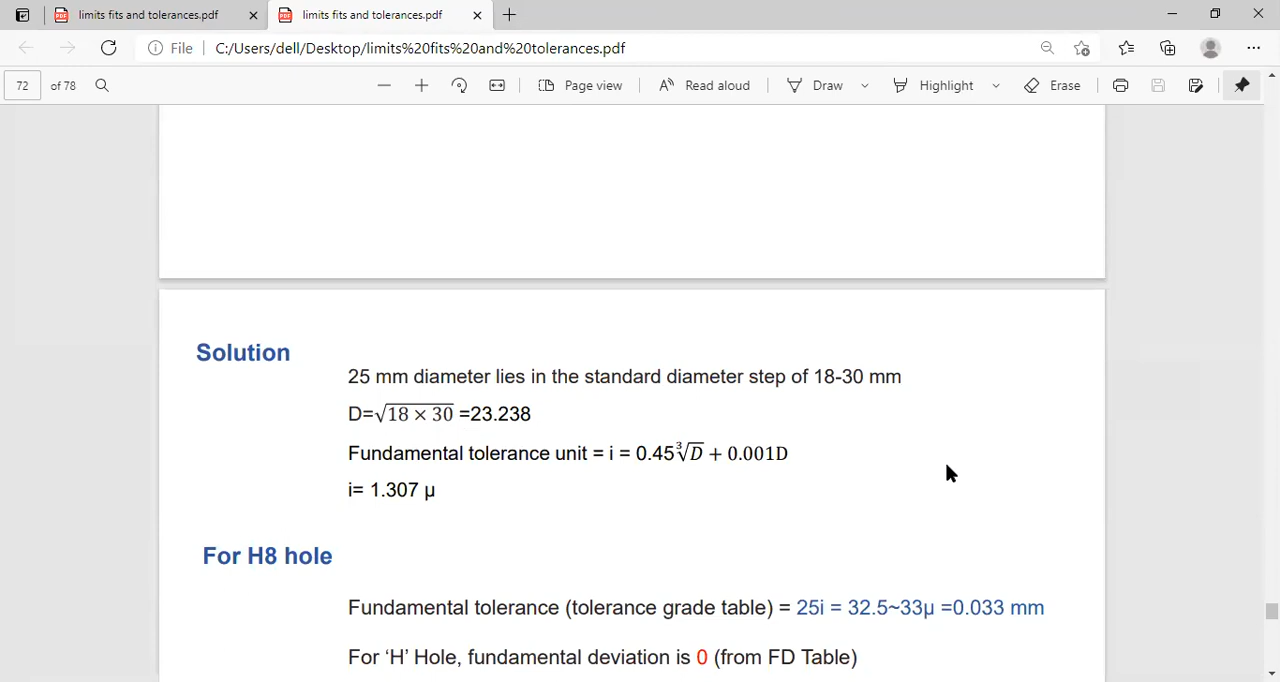 limits fits and tolerances.pdf
limits fits and tolerances.pdf
File C:/Users/dell/Desktop/limits%20fits%20and%20tolerances.pdf
72 of 78 Page view Read aloud Draw Highlight Erase
Solution
25 mm diameter lies in the standard diameter step of 18-30 mm
D=√18 × 30 =23.238
Fundamental tolerance unit = i = 0.45∛D + 0.001D
i= 1.307 µ
For H8 hole
Fundamental tolerance (tolerance grade table) = 25i = 32.5~33µ =0.033 mm
For ‘H’ Hole, fundamental deviation is 0 (from FD Table)